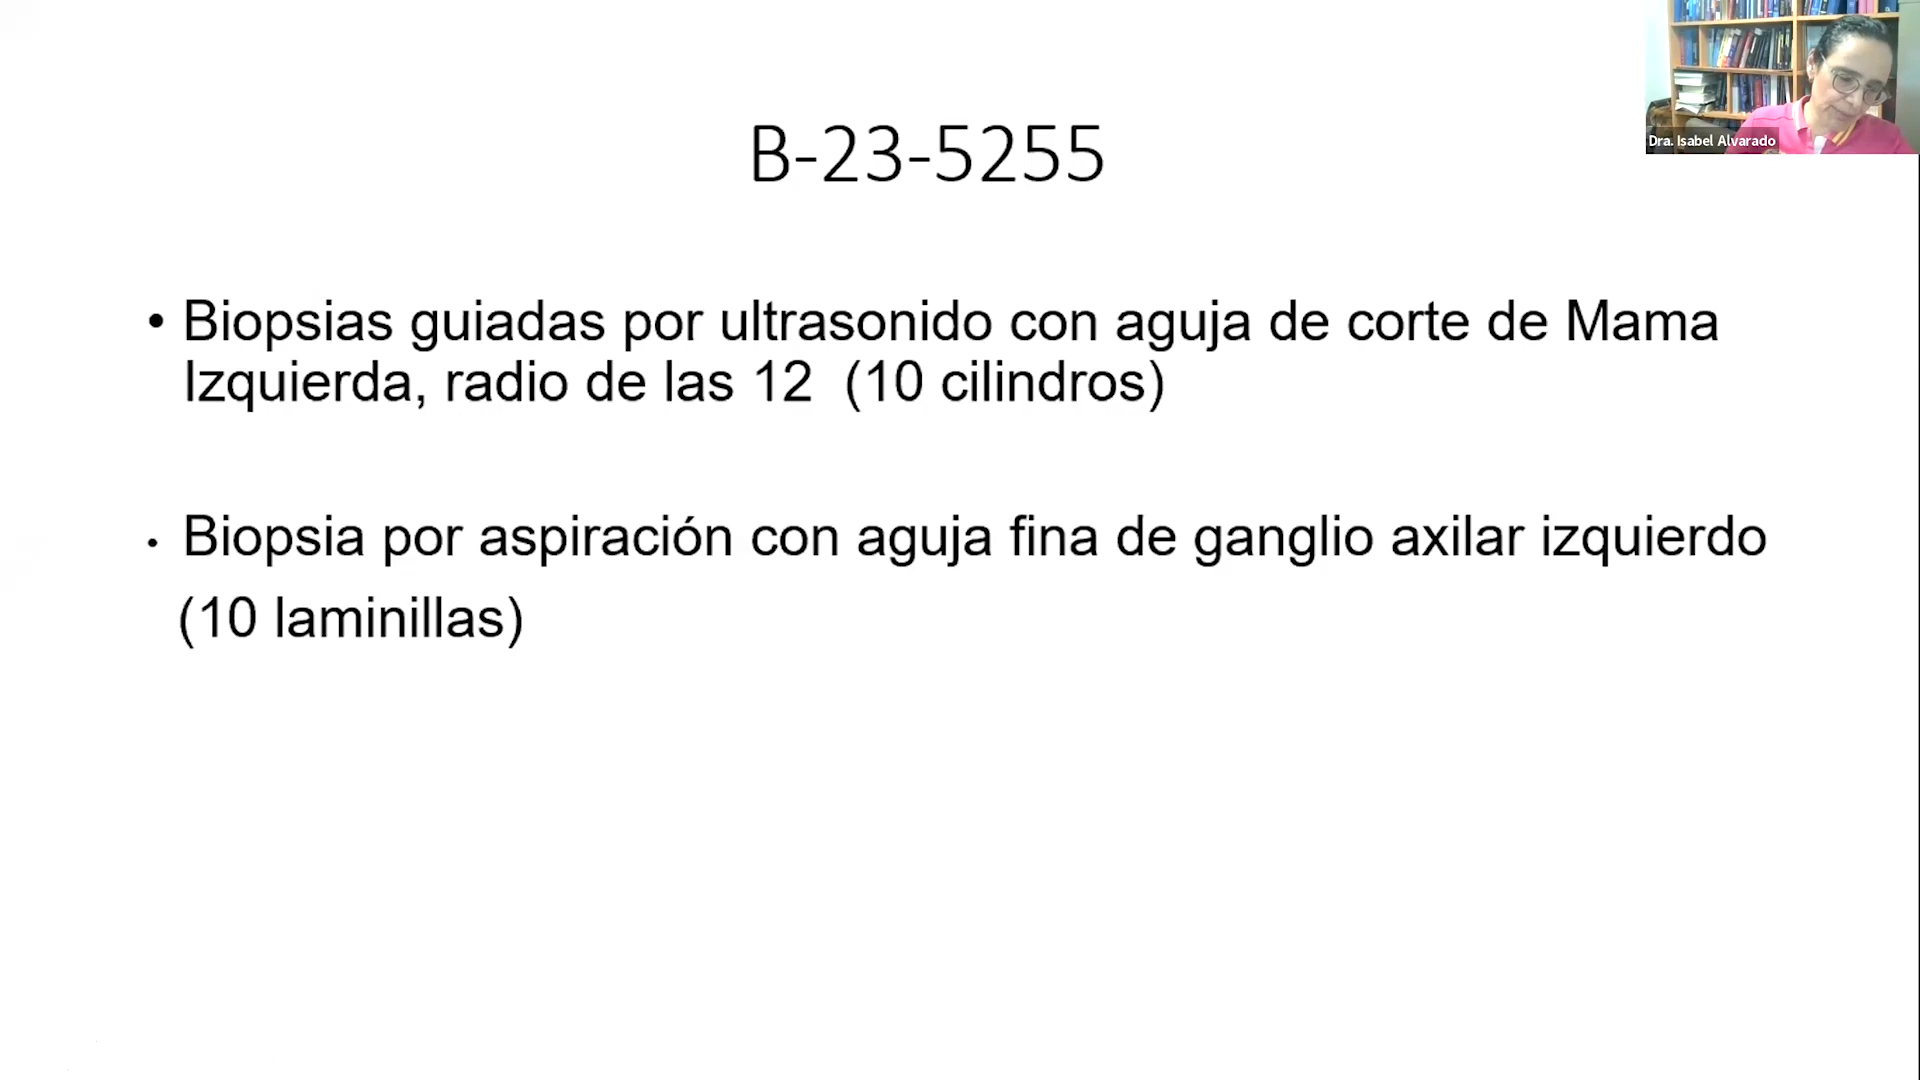 B-23-5255
Dra. Isabel Alvarado
• Biopsias guiadas por ultrasonido con aguja de corte de Mama
Izquierda, radio de las 12 (10 cilindros)
• Biopsia por aspiración con aguja fina de ganglio axilar izquierdo
(10 laminillas)